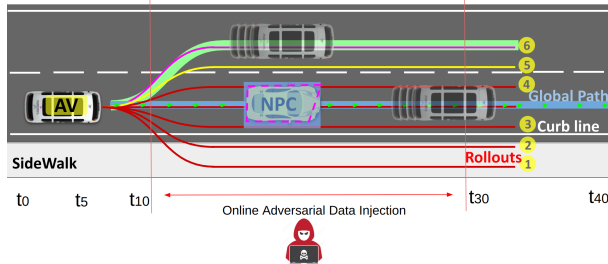 6
5
AV
NPC
4
Global Path
3
Curb line
2
SideWalk
Rollouts
1
t0
t5
t10
t30
t40
Online Adversarial Data Injection